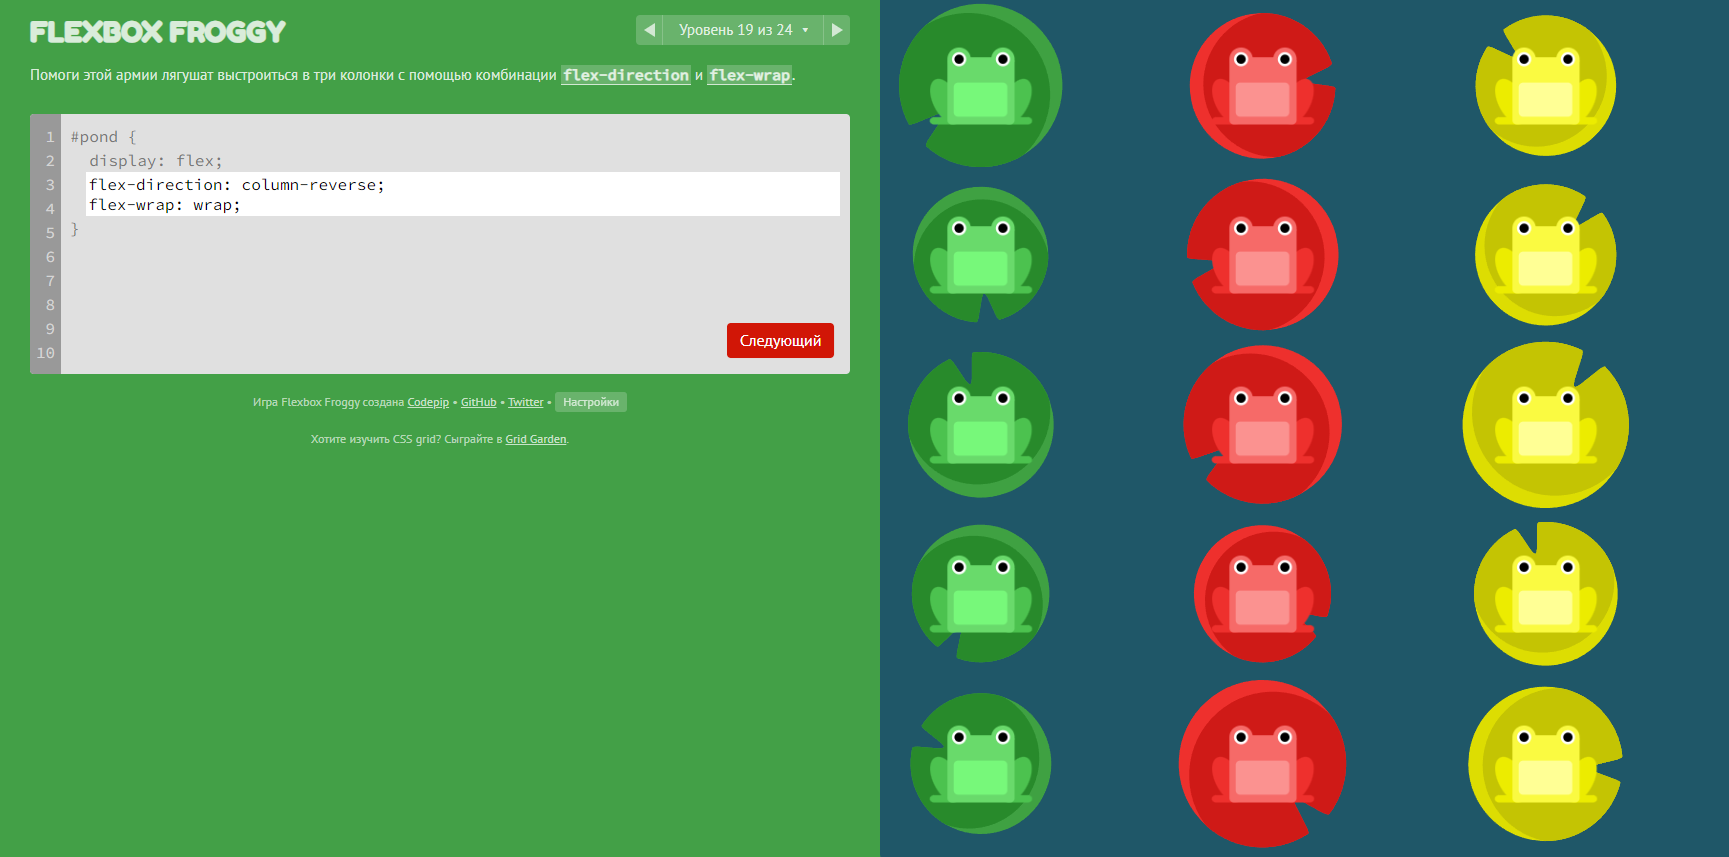 FLEXBOX FROGGY
Уровень 19 из 24
Помоги этой армии лягушат выстроиться в три колонки с помощью комбинации flex-direction и flex-wrap.
1 #pond {
2 display: flex;
3 flex-direction: column-reverse;
4 flex-wrap: wrap;
5 }
6
7
8
9
10
Следующий
Игра Flexbox Froggy создана Codepip • GitHub • Twitter • Настройки
Хотите изучить CSS grid? Сыграйте в Grid Garden.